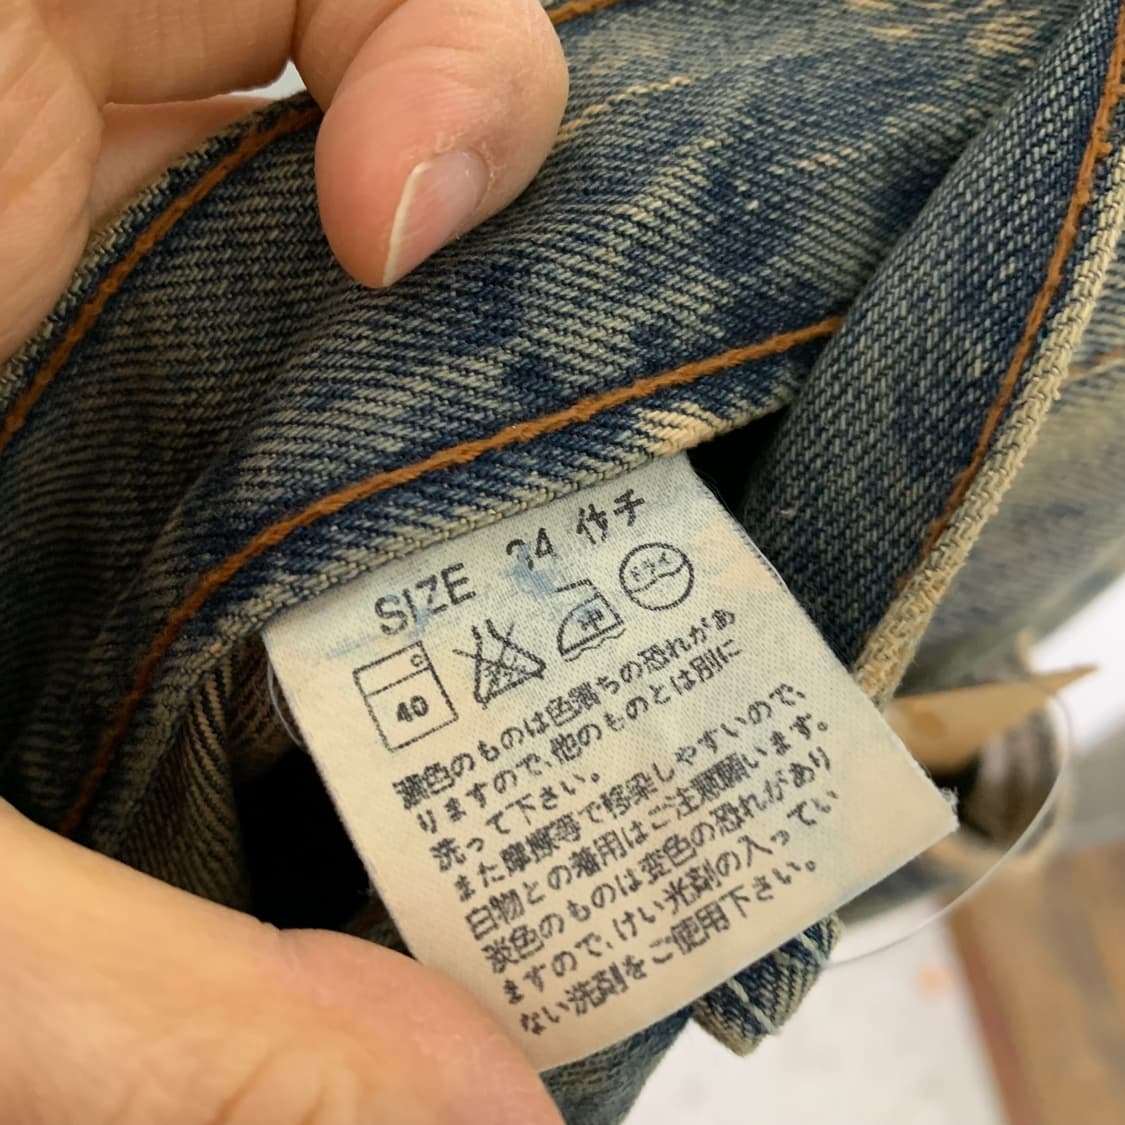 SIZE 34 インチ
40 中 ドライ
濃色のものは色落ちの恐れがあ
りますので、他のものとは別に
洗って下さい。
また摩擦等で移染しやすいので、
白物との着用はご注意願います。
淡色のものは変色の恐れがあり
ますので、けい光剤の入ってい
ない洗剤をご使用下さい。